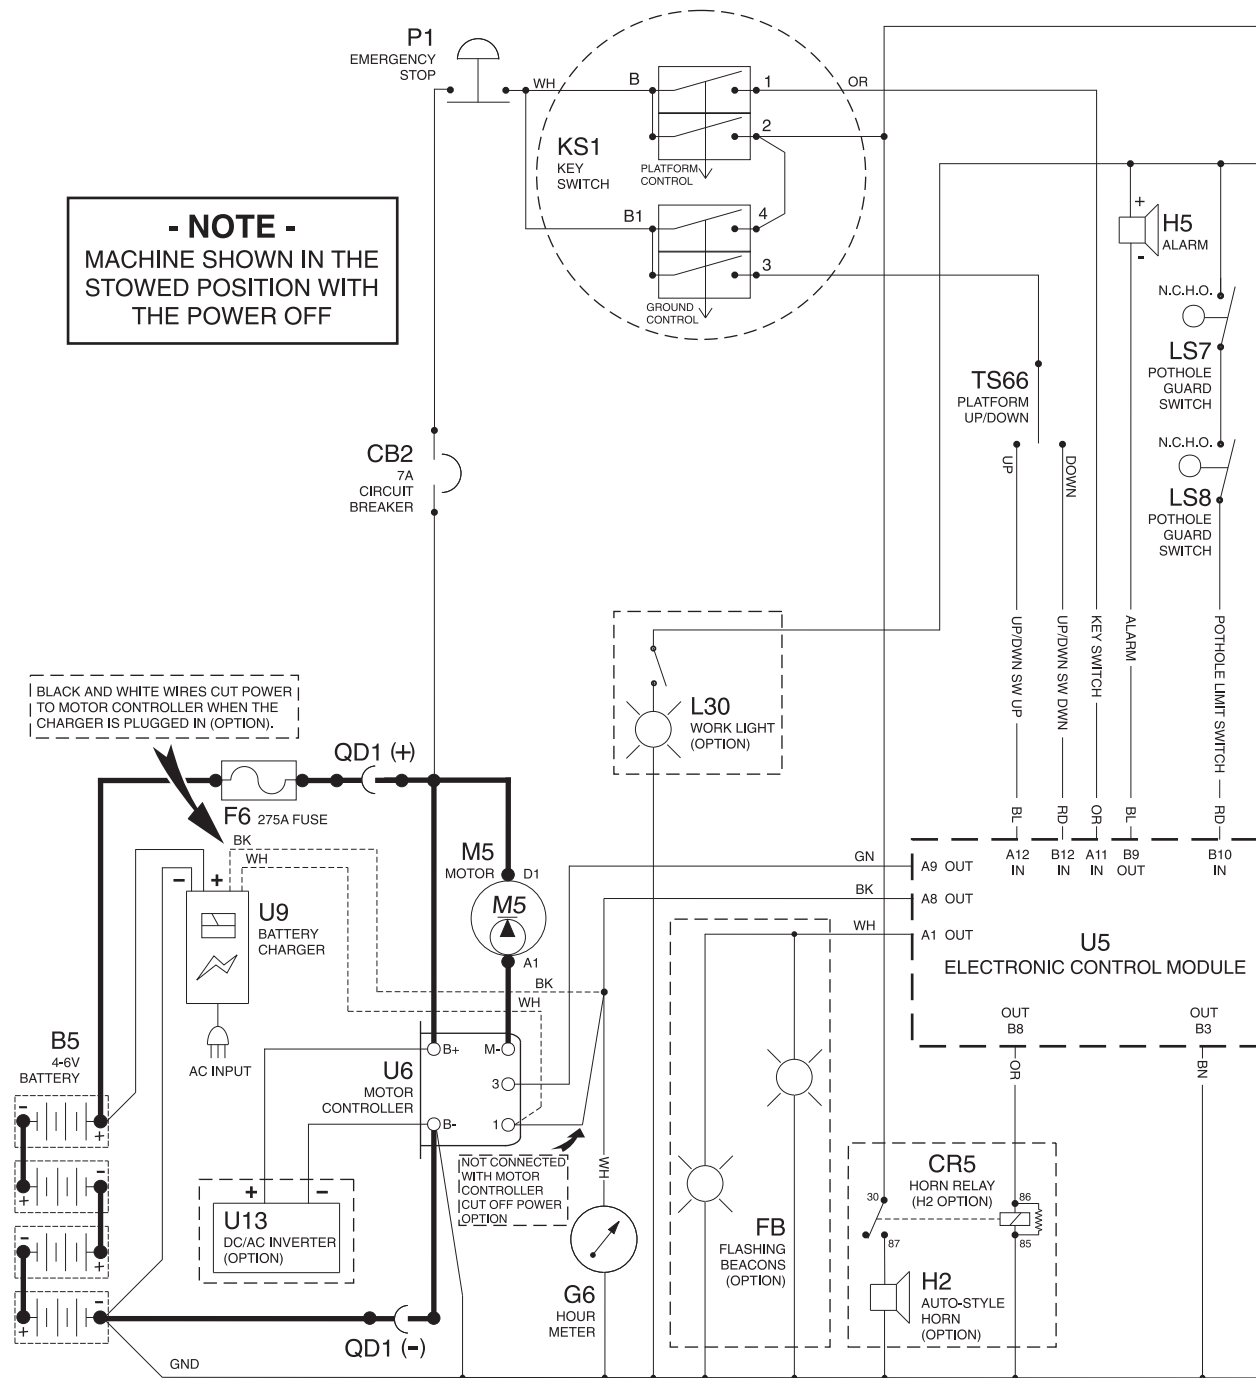 P1
EMERGENCY
STOP
WH
B
1
OR
2
KS1
KEY
SWITCH
PLATFORM
CONTROL
B1
4
3
GROUND
CONTROL
- NOTE -
MACHINE SHOWN IN THE
STOWED POSITION WITH
THE POWER OFF
+
H5
ALARM
-
N.C.H.O.
LS7
POTHOLE
GUARD
SWITCH
TS66
PLATFORM
UP/DOWN
UP
DOWN
N.C.H.O.
LS8
POTHOLE
GUARD
SWITCH
CB2
7A
CIRCUIT
BREAKER
UP/DWN SW UP
UP/DWN SW DWN
KEY SWITCH
ALARM
POTHOLE LIMIT SWITCH
BL
RD
OR
BL
RD
L30
WORK LIGHT
(OPTION)
BLACK AND WHITE WIRES CUT POWER
TO MOTOR CONTROLLER WHEN THE
CHARGER IS PLUGGED IN (OPTION).
QD1 (+)
F6 275A FUSE
BK
WH
- +
U9
BATTERY
CHARGER
AC INPUT
M5
MOTOR
D1
M5
A1
BK
WH
GN
BK
WH
A12
IN
B12
IN
A11
IN
B9
OUT
B10
IN
A9 OUT
A8 OUT
A1 OUT
U5
ELECTRONIC CONTROL MODULE
OUT
B8
OUT
B3
OR
BN
B5
4-6V
BATTERY
- +
+ -
- +
+ -
U6
MOTOR
CONTROLLER
B+
M-
3
B-
1
NOT CONNECTED
WITH MOTOR
CONTROLLER
CUT OFF POWER
OPTION
+ -
U13
DC/AC INVERTER
(OPTION)
WH
G6
HOUR
METER
FB
FLASHING
BEACONS
(OPTION)
CR5
HORN RELAY
(H2 OPTION)
30
87
86
85
H2
AUTO-STYLE
HORN
(OPTION)
QD1 (-)
GND